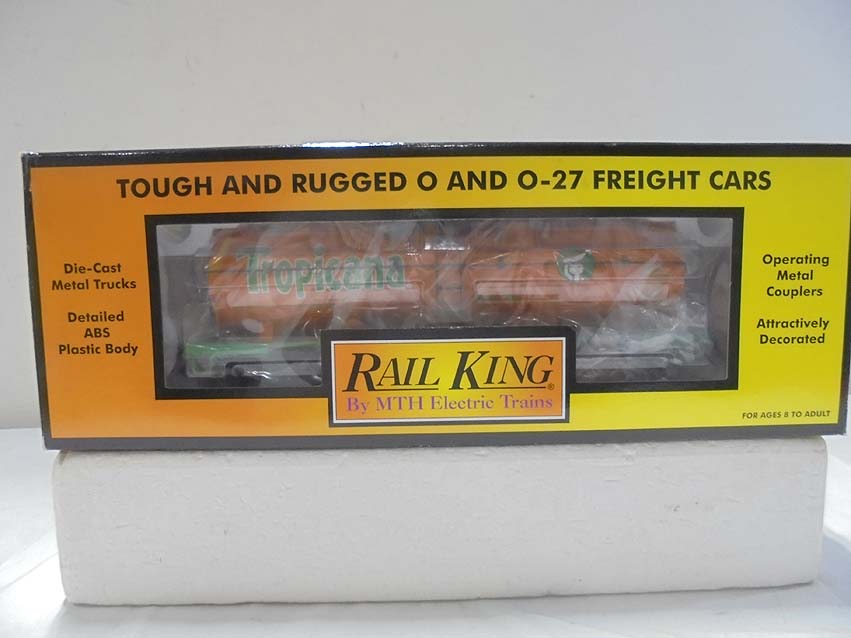 TOUGH AND RUGGED O AND O-27 FREIGHT CARS
Die-Cast
Metal Trucks
Detailed
ABS
Plastic Body
Tropicana
Operating
Metal
Couplers
Attractively
Decorated
RAIL KING®
By MTH Electric Trains
FOR AGES 8 TO ADULT